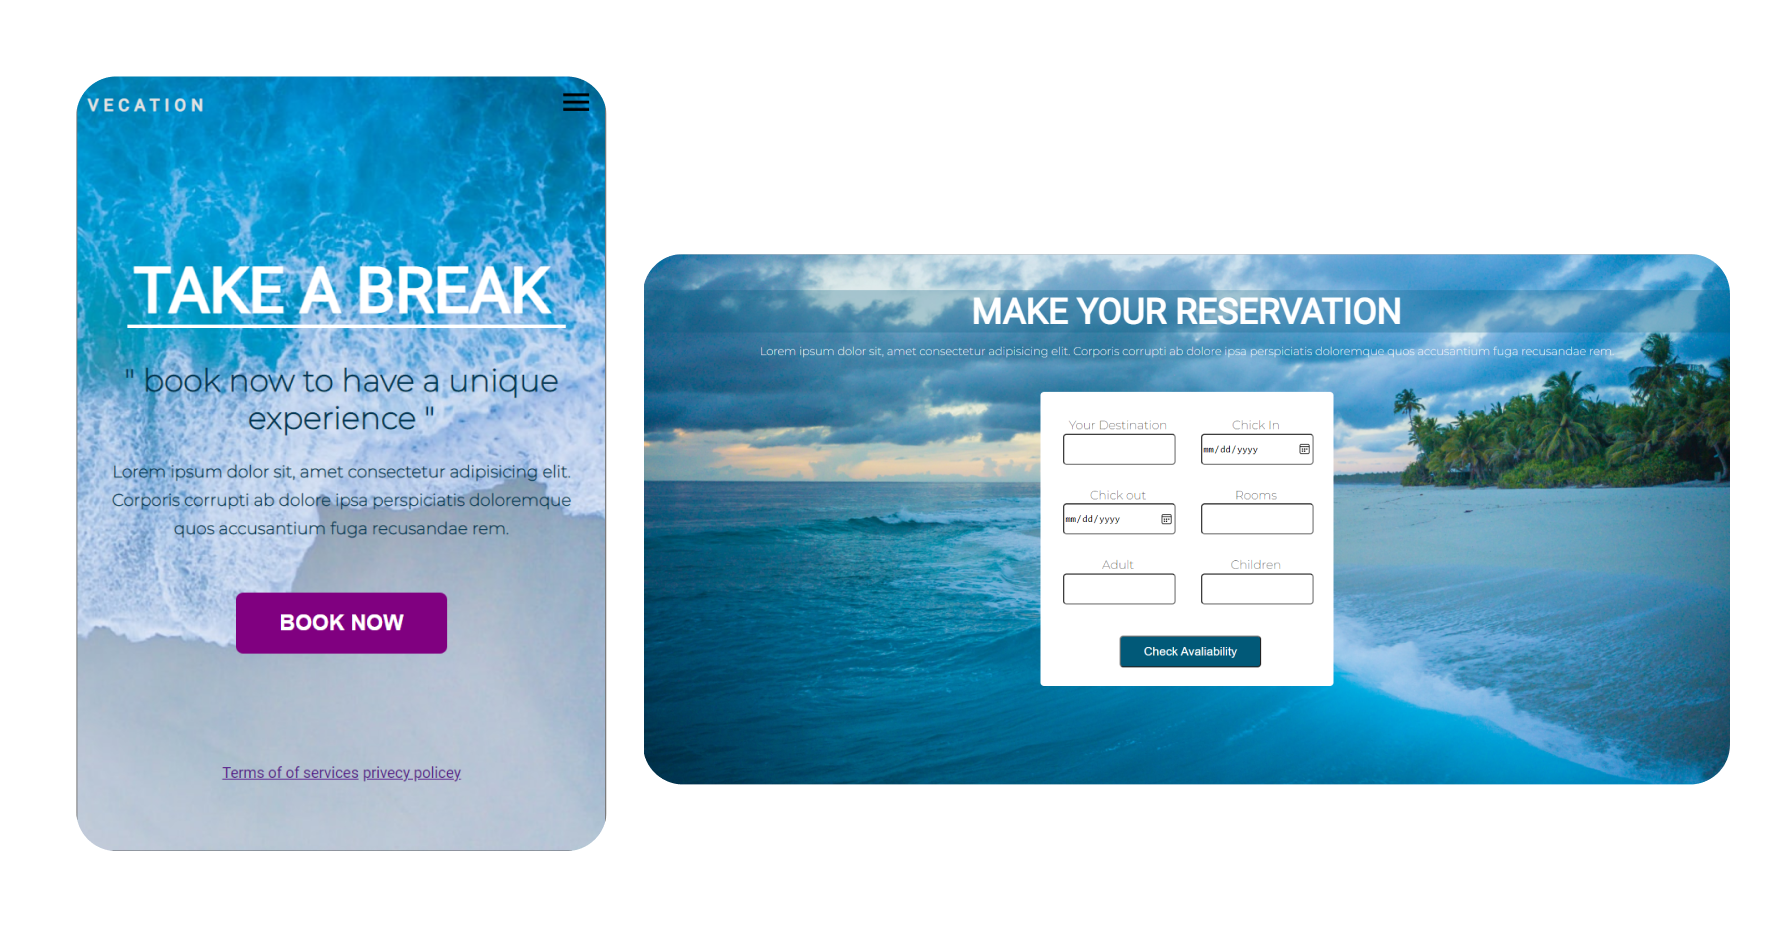 VECATION
TAKE A BREAK
" book now to have a unique
experience "
Lorem ipsum dolor sit, amet consectetur adipisicing elit.
Corporis corrupti ab dolore ipsa perspiciatis doloremque
quos accusantium fuga recusandae rem.
BOOK NOW
Terms of of services privecy policey
MAKE YOUR RESERVATION
Lorem ipsum dolor sit, amet consectetur adipisicing elit. Corporis corrupti ab dolore ipsa perspiciatis doloremque quos accusantium fuga recusandae rem.
Your Destination Chick In
mm/dd/yyyy
Chick out Rooms
mm/dd/yyyy
Adult Children
Check Avaliability